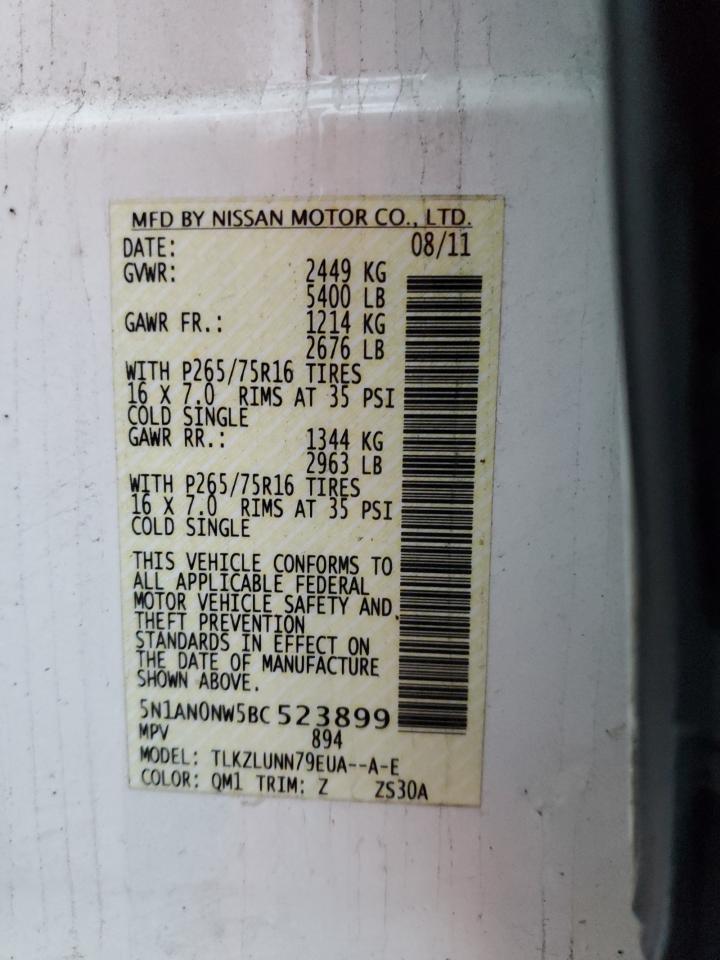 MFD BY NISSAN MOTOR CO., LTD.
DATE: 08/11
GVWR: 2449 KG
5400 LB
GAWR FR.: 1214 KG
2676 LB
WITH P265/75R16 TIRES
16 X 7.0 RIMS AT 35 PSI
COLD SINGLE
GAWR RR.: 1344 KG
2963 LB
WITH P265/75R16 TIRES
16 X 7.0 RIMS AT 35 PSI
COLD SINGLE
THIS VEHICLE CONFORMS TO
ALL APPLICABLE FEDERAL
MOTOR VEHICLE SAFETY AND
THEFT PREVENTION
STANDARDS IN EFFECT ON
THE DATE OF MANUFACTURE
SHOWN ABOVE.
5N1AN0NW5BC 523899
MPV 894
MODEL: TLKZLUNN79EUA--A-E
COLOR: QM1 TRIM: Z ZS30A